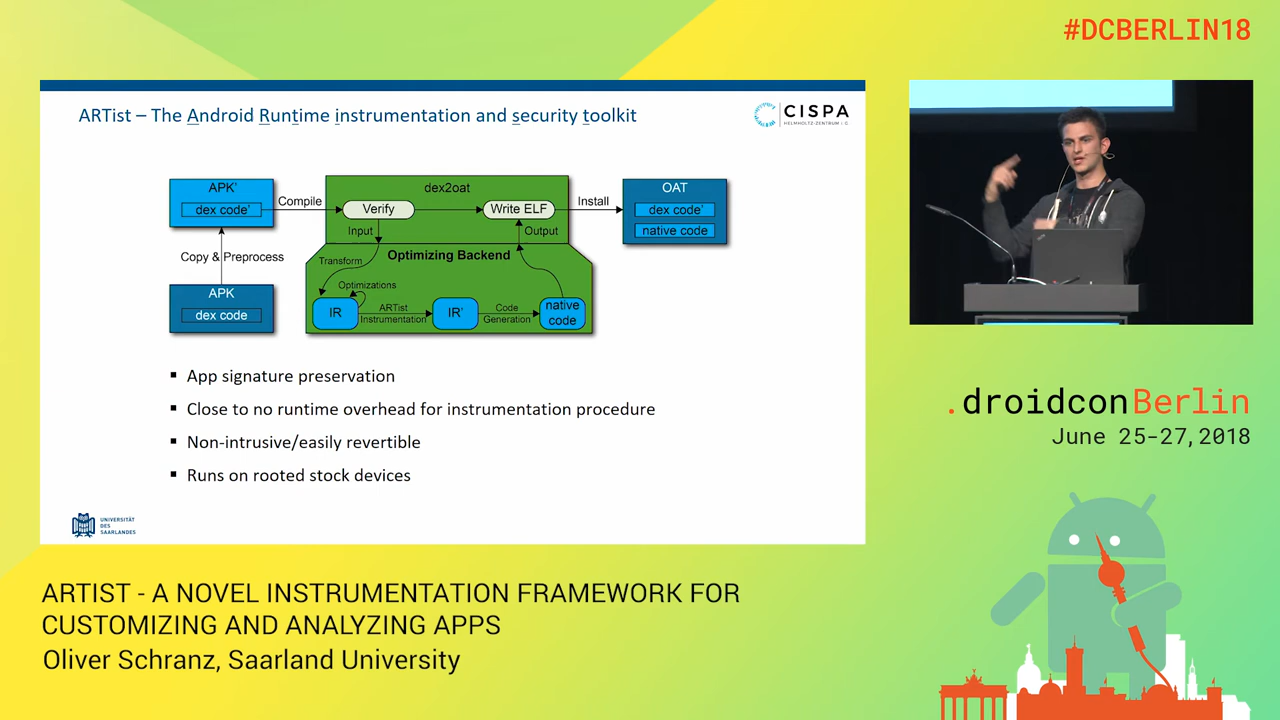 #DCBERLIN18
ARTist – The Android Runtime instrumentation and security toolkit
CISPA
HELMHOLTZ-ZENTRUM i.G.
APK'
dex code'
Compile
dex2oat
Verify
Write ELF
Install
OAT
dex code'
native code
Input
Output
Copy & Preprocess
Optimizing Backend
Transform
Optimizations
APK
dex code
IR
ARTist
Instrumentation
IR'
Code
Generation
native
code
▪ App signature preservation
▪ Close to no runtime overhead for instrumentation procedure
▪ Non-intrusive/easily revertible
▪ Runs on rooted stock devices
UNIVERSITÄT
DES
SAARLANDES
.droidconBerlin
June 25-27, 2018
ARTIST - A NOVEL INSTRUMENTATION FRAMEWORK FOR
CUSTOMIZING AND ANALYZING APPS
Oliver Schranz, Saarland University